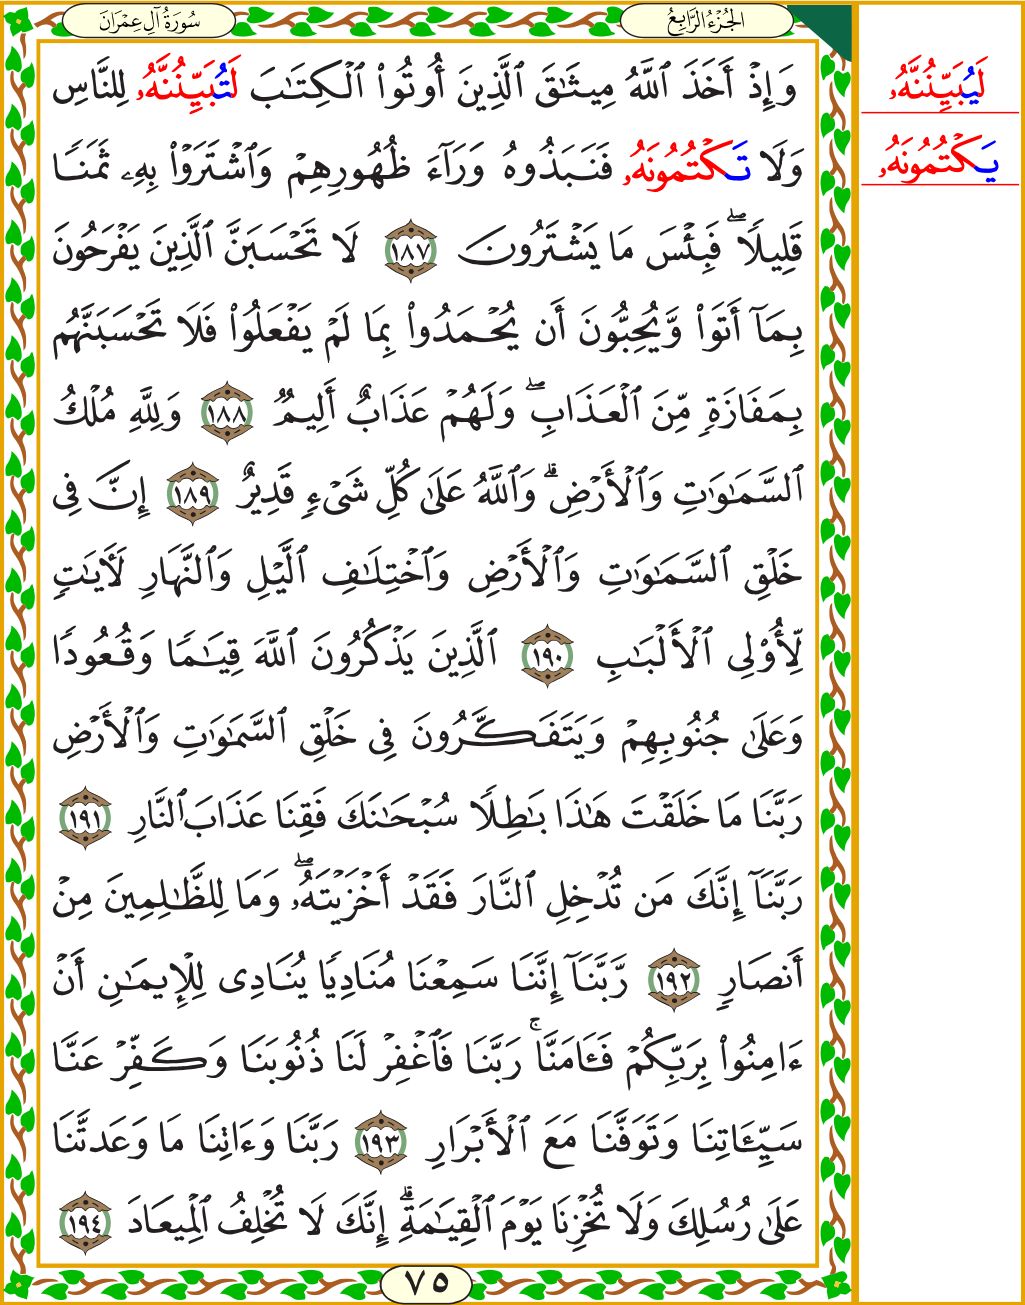 سُورَةُ آلِ عِمْرَانَ
الجُزْءُ الرَّابِعُ
وَإِذْ أَخَذَ ٱللَّهُ مِيثَٰقَ ٱلَّذِينَ أُوتُوا۟ ٱلْكِتَٰبَ لَتُبَيِّنُنَّهُۥ لِلنَّاسِ
وَلَا تَكْتُمُونَهُۥ فَنَبَذُوهُ وَرَآءَ ظُهُورِهِمْ وَٱشْتَرَوْا۟ بِهِۦ ثَمَنًا
قَلِيلًا ۖ فَبِئْسَ مَا يَشْتَرُونَ ١٨٧ لَا تَحْسَبَنَّ ٱلَّذِينَ يَفْرَحُونَ
بِمَآ أَتَوا۟ وَّيُحِبُّونَ أَن يُحْمَدُوا۟ بِمَا لَمْ يَفْعَلُوا۟ فَلَا تَحْسَبَنَّهُم
بِمَفَازَةٍ مِّنَ ٱلْعَذَابِ ۖ وَلَهُمْ عَذَابٌ أَلِيمٌ ١٨٨ وَلِلَّهِ مُلْكُ
ٱلسَّمَٰوَٰتِ وَٱلْأَرْضِ ۗ وَٱللَّهُ عَلَىٰ كُلِّ شَىْءٍ قَدِيرٌ ١٨٩ إِنَّ فِى
خَلْقِ ٱلسَّمَٰوَٰتِ وَٱلْأَرْضِ وَٱخْتِلَٰفِ ٱلَّيْلِ وَٱلنَّهَارِ لَءَايَٰتٍ
لِّأُو۟لِى ٱلْأَلْبَٰبِ ١٩٠ ٱلَّذِينَ يَذْكُرُونَ ٱللَّهَ قِيَٰمًا وَقُعُودًا
وَعَلَىٰ جُنُوبِهِمْ وَيَتَفَكَّرُونَ فِى خَلْقِ ٱلسَّمَٰوَٰتِ وَٱلْأَرْضِ
رَبَّنَا مَا خَلَقْتَ هَٰذَا بَٰطِلًا سُبْحَٰنَكَ فَقِنَا عَذَابَ ٱلنَّارِ ١٩١
رَبَّنَآ إِنَّكَ مَن تُدْخِلِ ٱلنَّارَ فَقَدْ أَخْزَيْتَهُۥ ۖ وَمَا لِلظَّٰلِمِينَ مِنْ
أَنصَارٍ ١٩٢ رَّبَّنَآ إِنَّنَا سَمِعْنَا مُنَادِيًا يُنَادِى لِلْإِيمَٰنِ أَنْ
ءَامِنُوا۟ بِرَبِّكُمْ فَـَٔامَنَّا ۚ رَبَّنَا فَٱغْفِرْ لَنَا ذُنُوبَنَا وَكَفِّرْ عَنَّا
سَيِّـَٔاتِنَا وَتَوَفَّنَا مَعَ ٱلْأَبْرَارِ ١٩٣ رَبَّنَا وَءَاتِنَا مَا وَعَدتَّنَا
عَلَىٰ رُسُلِكَ وَلَا تُخْزِنَا يَوْمَ ٱلْقِيَٰمَةِ ۗ إِنَّكَ لَا تُخْلِفُ ٱلْمِيعَادَ ١٩٤
٧٥
لَيُبَيِّنُنَّهُۥ
يَكْتُمُونَهُۥ